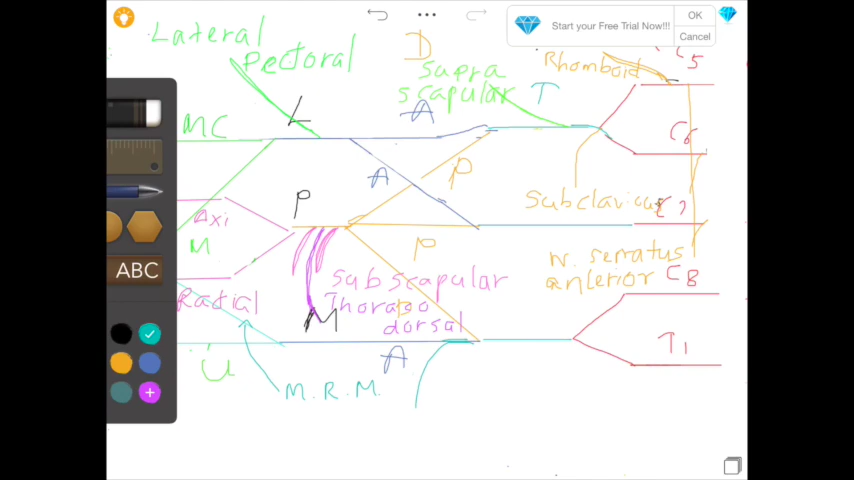 Start your Free Trial Now!!!
OK
Cancel
Lateral
Pectoral
D
Supra
scapular
Rhomboid
C5
T
A
L
MC
C6
A
P
Subclavius
C7
P
Axi
M
P
N. serratus
anterior
C8
Subscapular
Radial
Thoraco
dorsal
M
A
T1
U
M.R.M.
ABC